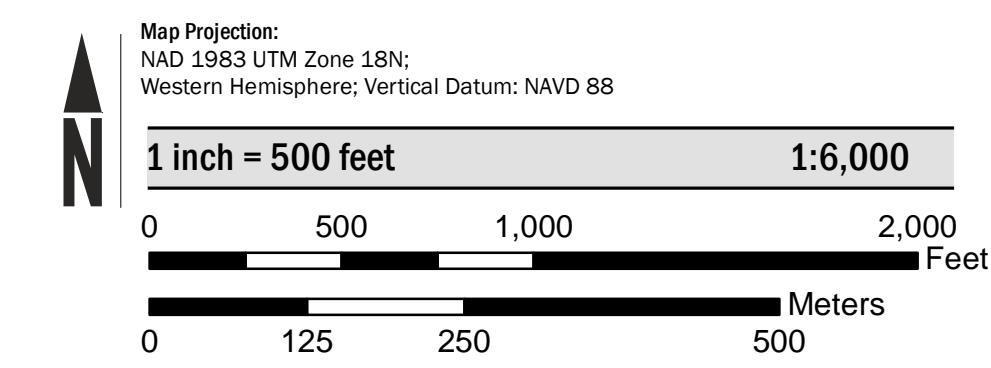 Map Projection:
NAD 1983 UTM Zone 18N;
Western Hemisphere; Vertical Datum: NAVD 88
N
1 inch = 500 feet 1:6,000
0 500 1,000 2,000
Feet
Meters
0 125 250 500